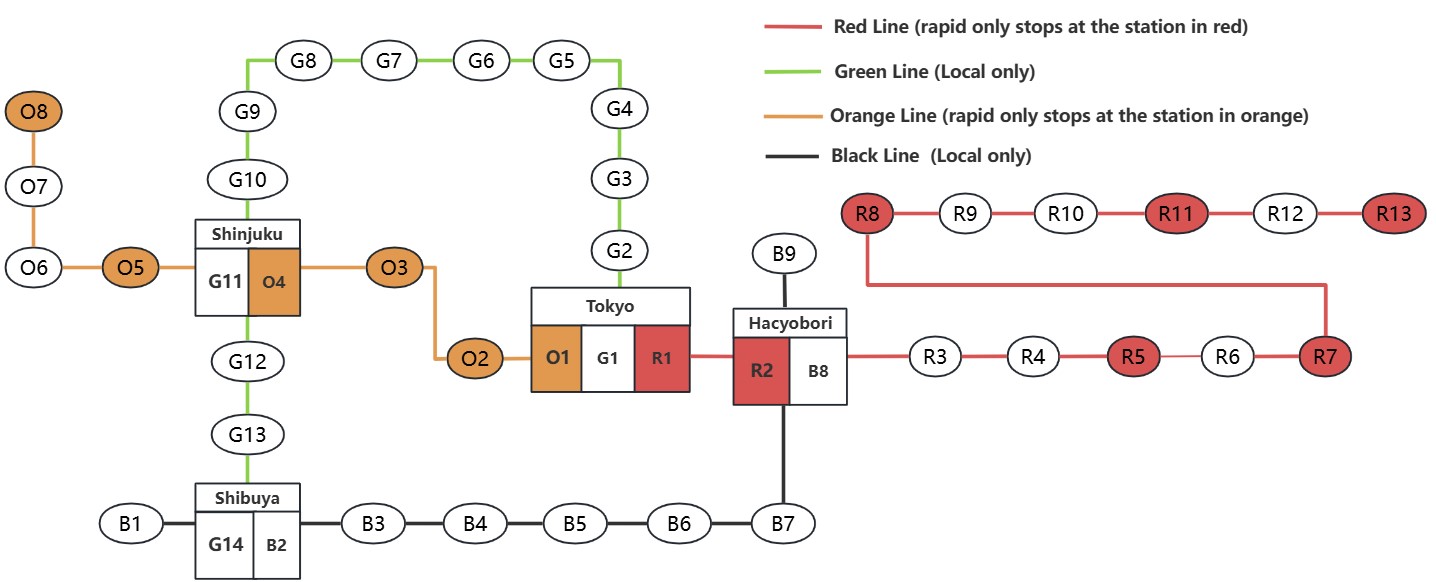 Red Line (rapid only stops at the station in red)
G8 G7 G6 G5
Green Line (Local only)
O8 G9 G4
Orange Line (rapid only stops at the station in orange)
Black Line (Local only)
O7 G10 G3
R8 R9 R10 R11 R12 R13
Shinjuku
G2 B9
O6 O5 G11 O4 O3
Tokyo
Hacyobori
O2 O1 G1 R1
R2 B8 R3 R4 R5 R6 R7
G12
G13
Shibuya
B1 B3 B4 B5 B6 B7
G14 B2